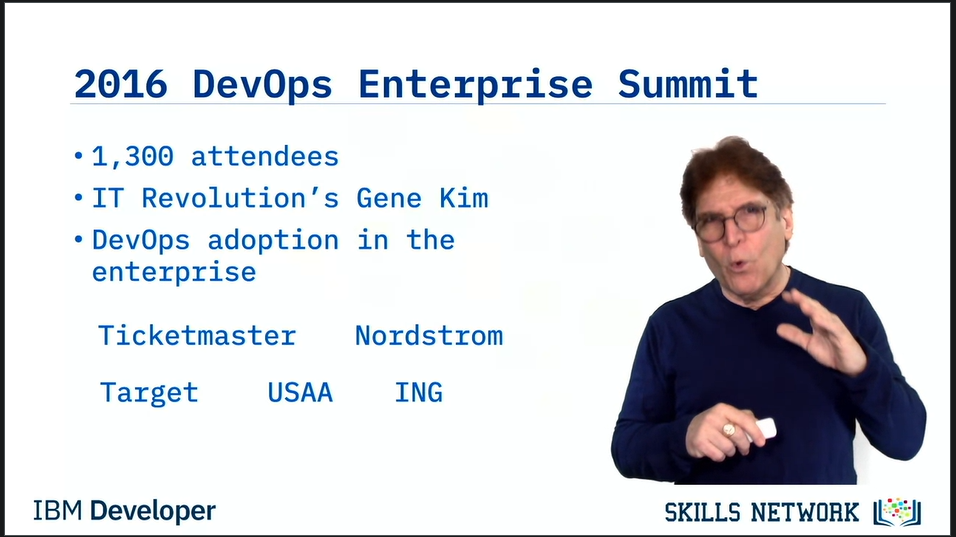 2016 DevOps Enterprise Summit
• 1,300 attendees
• IT Revolution’s Gene Kim
• DevOps adoption in the
enterprise
Ticketmaster Nordstrom
Target USAA ING
IBM Developer
SKILLS NETWORK